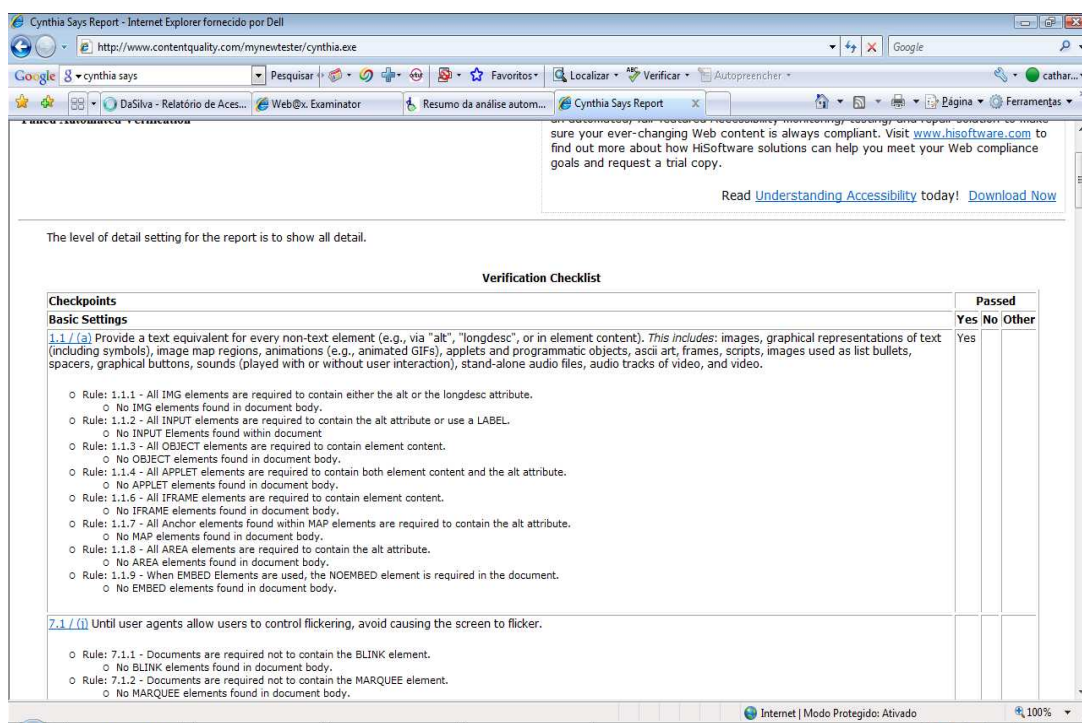 Cynthia Says Report - Internet Explorer fornecido por Dell
http://www.contentquality.com/mynewtester/cynthia.exe
Google
Google cynthia says Pesquisar Favoritos Localizar Verificar Autopreencher cathar...
DaSilva - Relatório de Aces... Web@x. Examinator Resumo da análise autom... Cynthia Says Report X Página Ferramentas
Failed Automated Verification
sure your ever-changing Web content is always compliant. Visit www.hisoftware.com to
find out more about how HiSoftware solutions can help you meet your Web compliance
goals and request a trial copy.
Read Understanding Accessibility today! Download Now
The level of detail setting for the report is to show all detail.
Verification Checklist
Checkpoints Passed
Basic Settings Yes No Other
1.1 / (a) Provide a text equivalent for every non-text element (e.g., via "alt", "longdesc", or in element content). This includes: images, graphical representations of text Yes
(including symbols), image map regions, animations (e.g., animated GIFs), applets and programmatic objects, ascii art, frames, scripts, images used as list bullets,
spacers, graphical buttons, sounds (played with or without user interaction), stand-alone audio files, audio tracks of video, and video.
o Rule: 1.1.1 - All IMG elements are required to contain either the alt or the longdesc attribute.
o No IMG elements found in document body.
o Rule: 1.1.2 - All INPUT elements are required to contain the alt attribute or use a LABEL.
o No INPUT Elements found within document
o Rule: 1.1.3 - All OBJECT elements are required to contain element content.
o No OBJECT elements found in document body.
o Rule: 1.1.4 - All APPLET elements are required to contain both element content and the alt attribute.
o No APPLET elements found in document body.
o Rule: 1.1.6 - All IFRAME elements are required to contain element content.
o No IFRAME elements found in document body.
o Rule: 1.1.7 - All Anchor elements found within MAP elements are required to contain the alt attribute.
o No MAP elements found in document body.
o Rule: 1.1.8 - All AREA elements are required to contain the alt attribute.
o No AREA elements found in document body.
o Rule: 1.1.9 - When EMBED Elements are used, the NOEMBED element is required in the document.
o No EMBED elements found in document body.
7.1 / (j) Until user agents allow users to control flickering, avoid causing the screen to flicker.
o Rule: 7.1.1 - Documents are required not to contain the BLINK element.
o No BLINK elements found in document body.
o Rule: 7.1.2 - Documents are required not to contain the MARQUEE element.
o No MARQUEE elements found in document body.
Internet | Modo Protegido: Ativado 100%